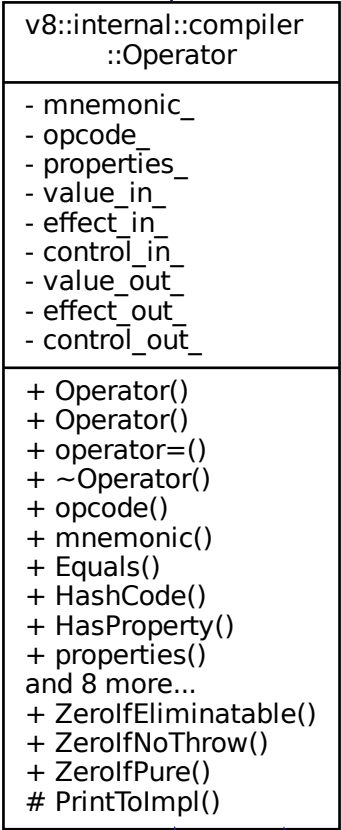 v8::internal::compiler
::Operator
- mnemonic_
- opcode_
- properties_
- value_in_
- effect_in_
- control_in_
- value_out_
- effect_out_
- control_out_
+ Operator()
+ Operator()
+ operator=()
+ ~Operator()
+ opcode()
+ mnemonic()
+ Equals()
+ HashCode()
+ HasProperty()
+ properties()
and 8 more...
+ ZeroIfEliminatable()
+ ZeroIfNoThrow()
+ ZeroIfPure()
# PrintToImpl()